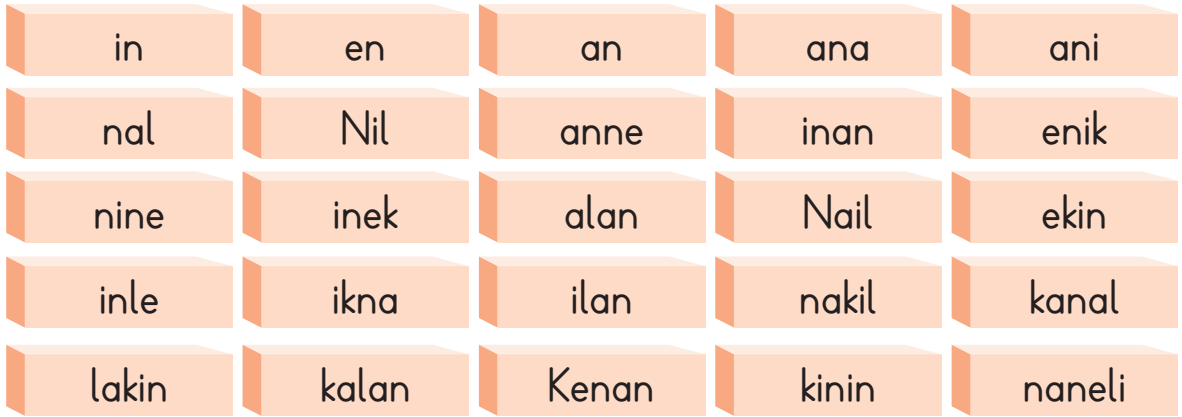 in en an ana ani
nal Nil anne inan enik
nine inek alan Nail ekin
inle ikna ilan nakil kanal
lakin kalan Kenan kinin naneli